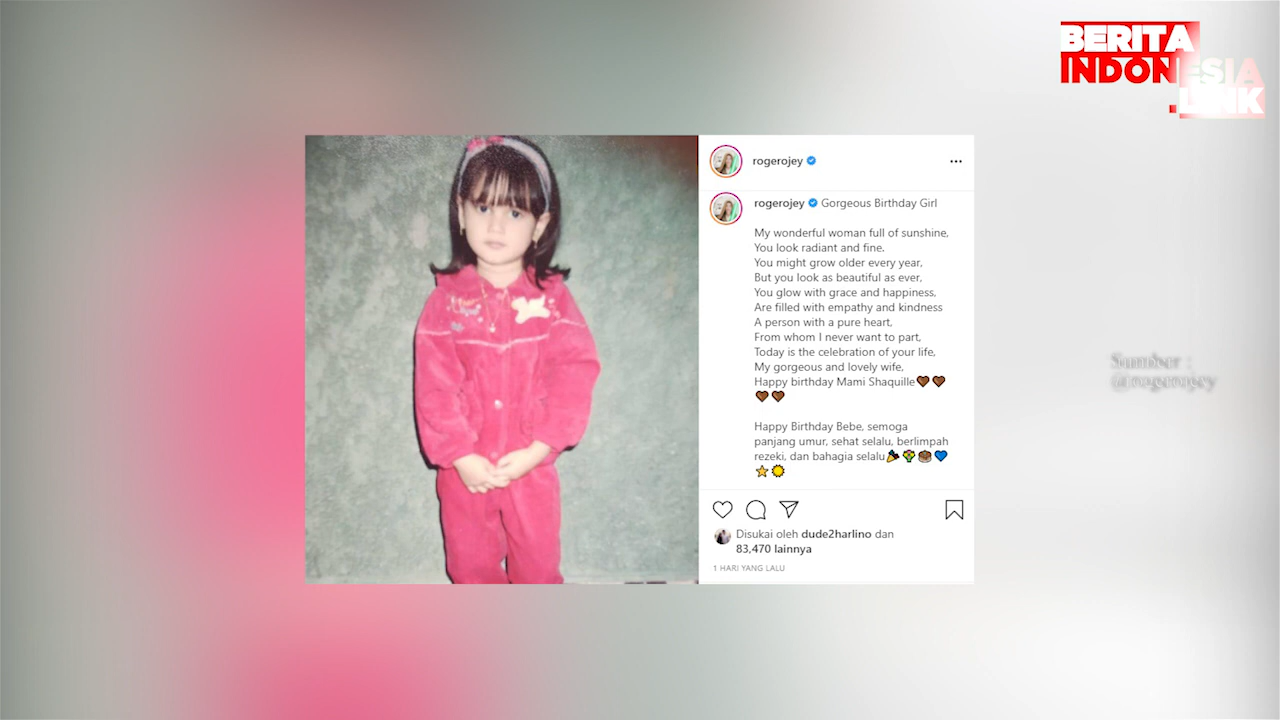 BERITA
INDONESIA
.LINK
rogerojey
rogerojey Gorgeous Birthday Girl
My wonderful woman full of sunshine,
You look radiant and fine,
You might grow older every year,
But you look as beautiful as ever,
You glow with grace and happiness,
Are filled with empathy and kindness
A person with a pure heart,
From whom I never want to part,
Today is the celebration of your life,
My gorgeous and lovely wife,
Happy birthday Mami Shaquille🤎🤎
🤎🤎
Happy Birthday Bebe, semoga
panjang umur, sehat selalu, berlimpah
rezeki, dan bahagia selalu🎉💐🎂💙
⭐☀️
Disukai oleh dude2harlino dan
83,470 lainnya
1 HARI YANG LALU
Sumberr :
@rogerojey